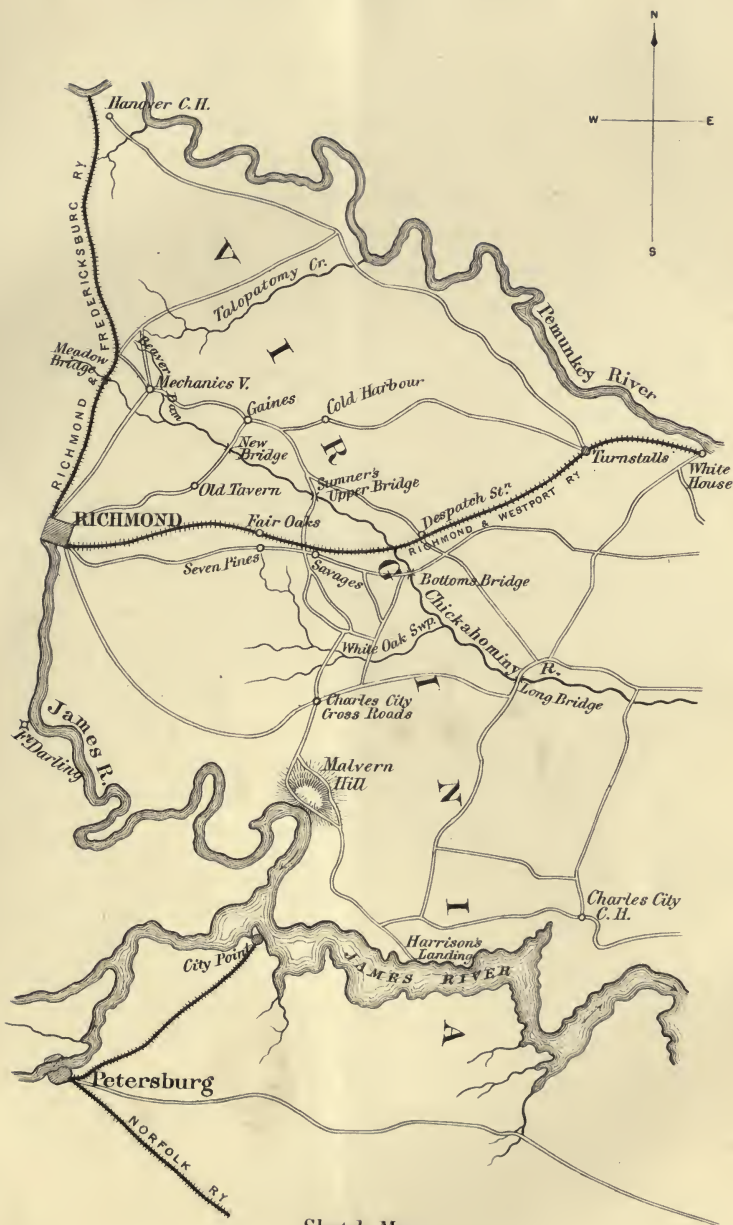 N
W
E
S
Hanover C.H.
RICHMOND & FREDERICKSBURG RY
V
Talopatomy Cr.
I
Pemunkey River
Meadow
Bridge
Beaver Dam
Mechanics V.
Gaines
Cold Harbour
R
New
Bridge
Turnstalls
White
House
Old Tavern
Sumner's
Upper Bridge
Despatch Stn
RICHMOND & WESTPORT RY
RICHMOND
Fair Oaks
Seven Pines
Savages
G
Bottoms Bridge
Chickahominy R.
White Oak Swp.
I
Long Bridge
Charles City
Cross Roads
James R.
Ft Darling
Malvern
Hill
N
I
Charles City
C.H.
Harrison's
Landing
City Point
JAMES RIVER
A
Petersburg
NORFOLK RY
Sketch M